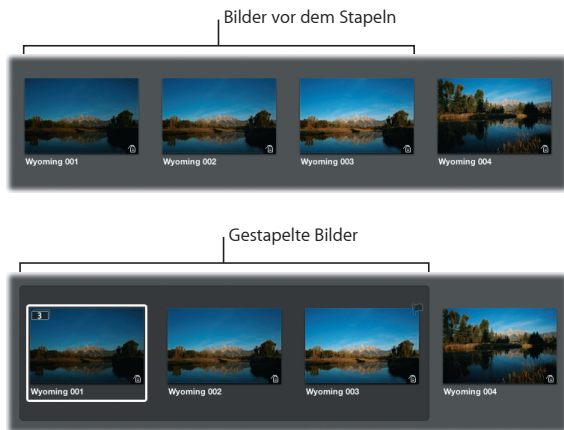 Bilder vor dem Stapeln
Wyoming 001 Wyoming 002 Wyoming 003 Wyoming 004
Gestapelte Bilder
3
Wyoming 001 Wyoming 002 Wyoming 003 Wyoming 004